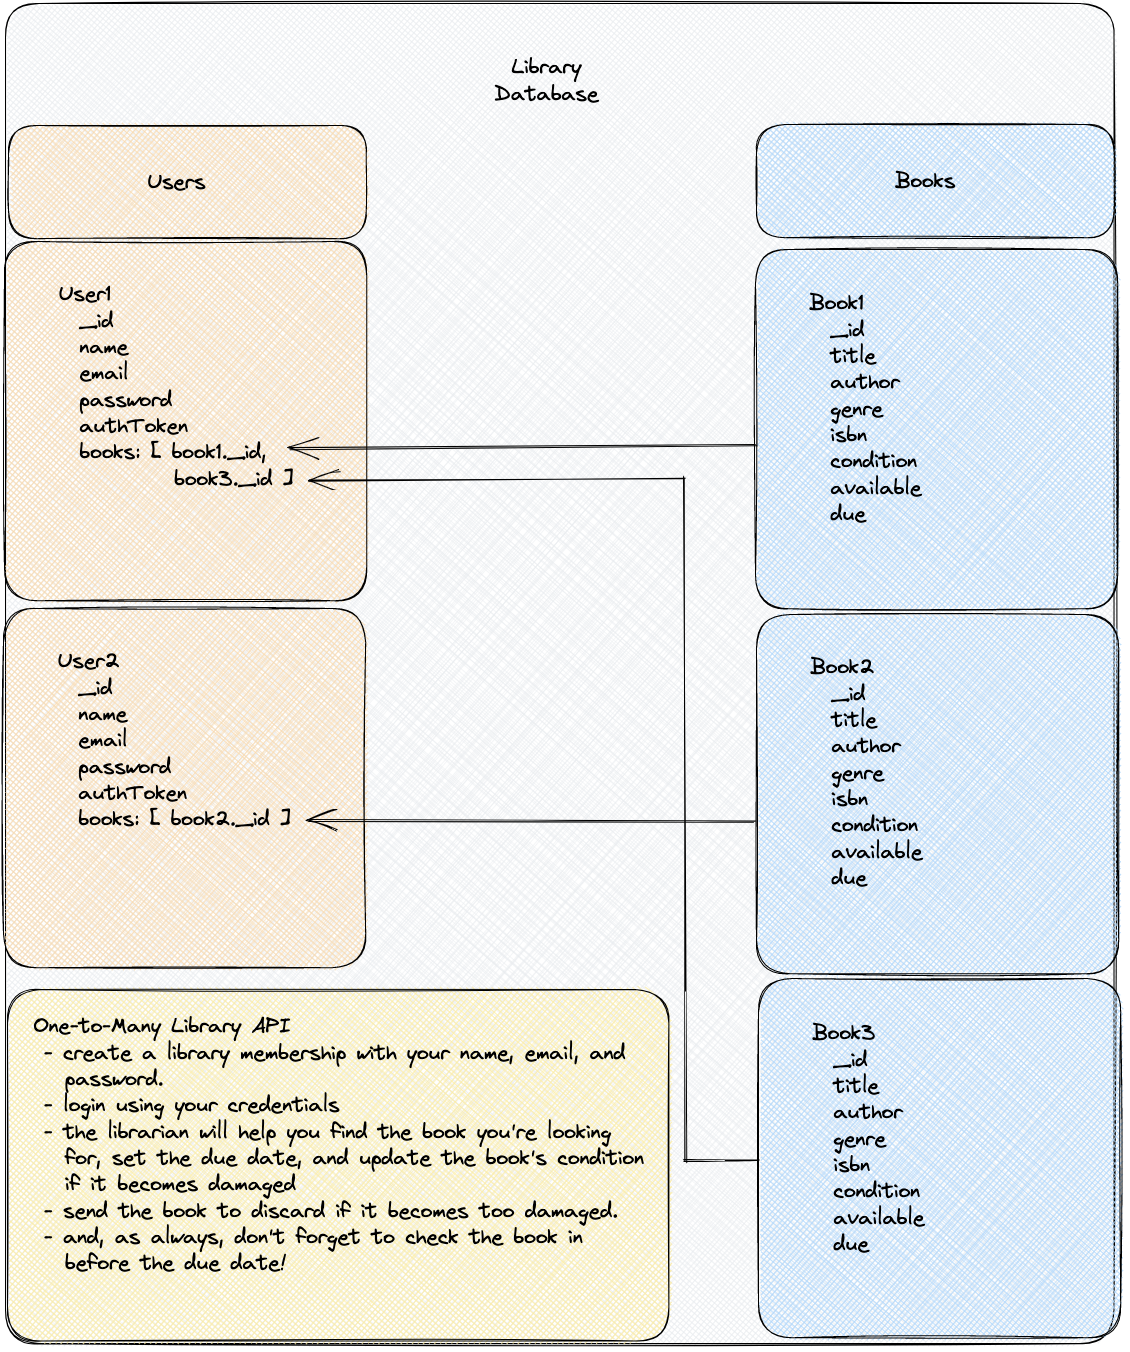 Library
Database
Users
User1
_id
name
email
password
authToken
books: [ book1._id,
book3._id ]
User2
_id
name
email
password
authToken
books: [ book2._id ]
Books
Book1
_id
title
author
genre
isbn
condition
available
due
Book2
_id
title
author
genre
isbn
condition
available
due
Book3
_id
title
author
genre
isbn
condition
available
due
One-to-Many Library API
- create a library membership with your name, email, and
password.
- login using your credentials
- the librarian will help you find the book you're looking
for, set the due date, and update the book's condition
if it becomes damaged
- send the book to discard if it becomes too damaged.
- and, as always, don't forget to check the book in
before the due date!